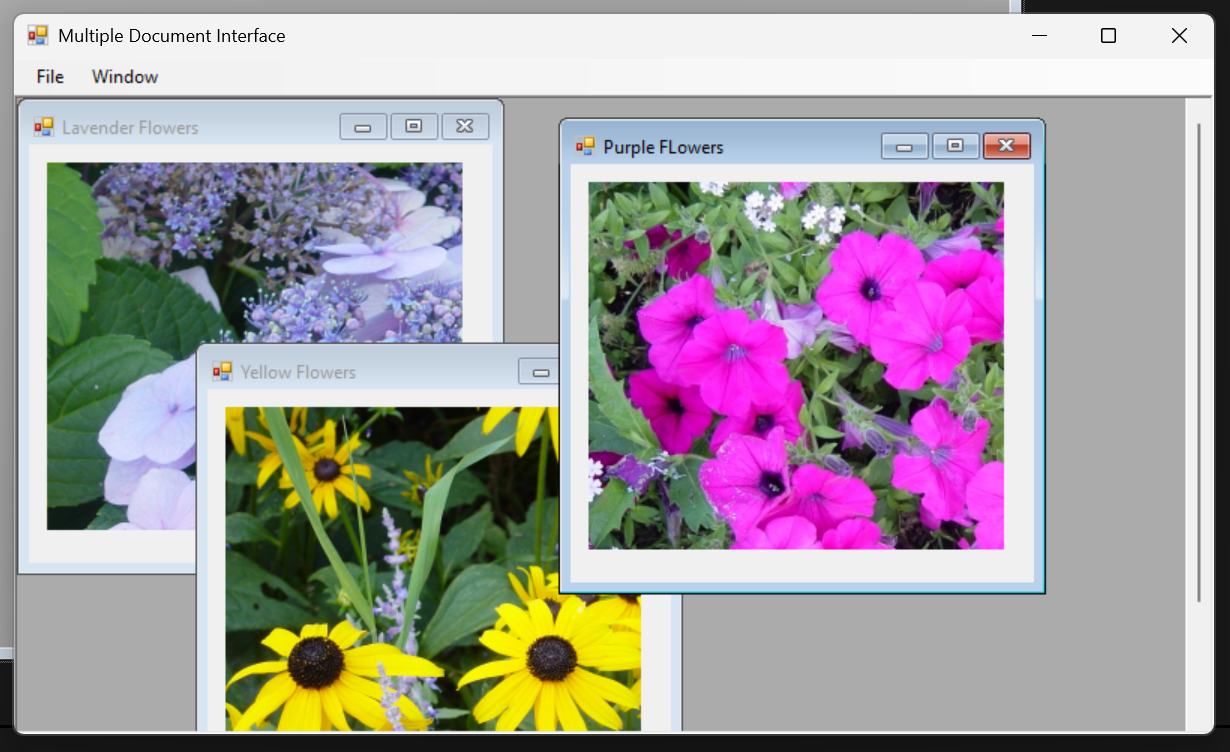 Multiple Document Interface
File Window
Lavender Flowers
Purple FLowers
Yellow Flowers